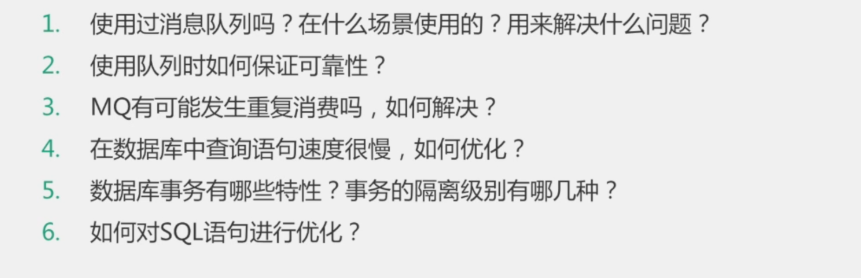 1. 使用过消息队列吗？在什么场景使用的？用来解决什么问题？
2. 使用队列时如何保证可靠性？
3. MQ有可能发生重复消费吗，如何解决？
4. 在数据库中查询语句速度很慢，如何优化？
5. 数据库事务有哪些特性？事务的隔离级别有哪几种？
6. 如何对SQL语句进行优化？